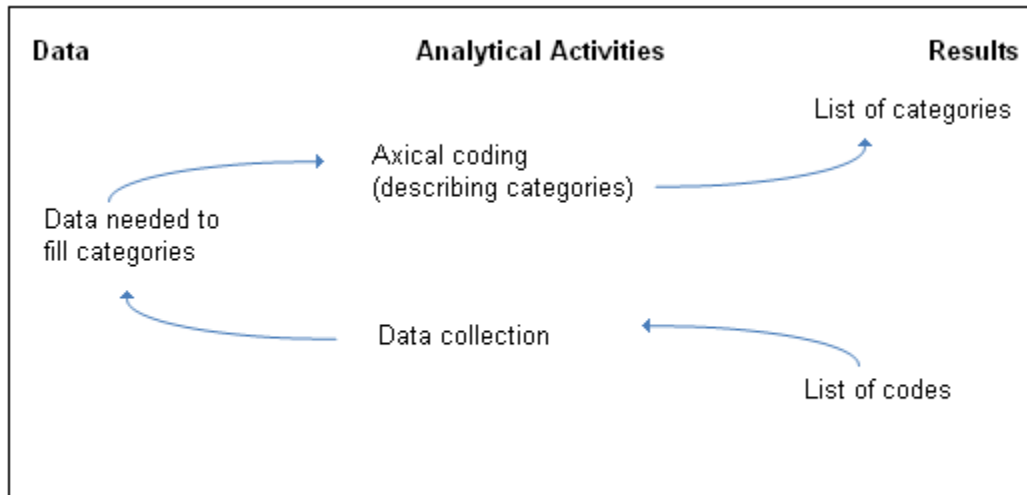 Data
Analytical Activities
Results
List of categories
Axical coding
(describing categories)
Data needed to
fill categories
Data collection
List of codes